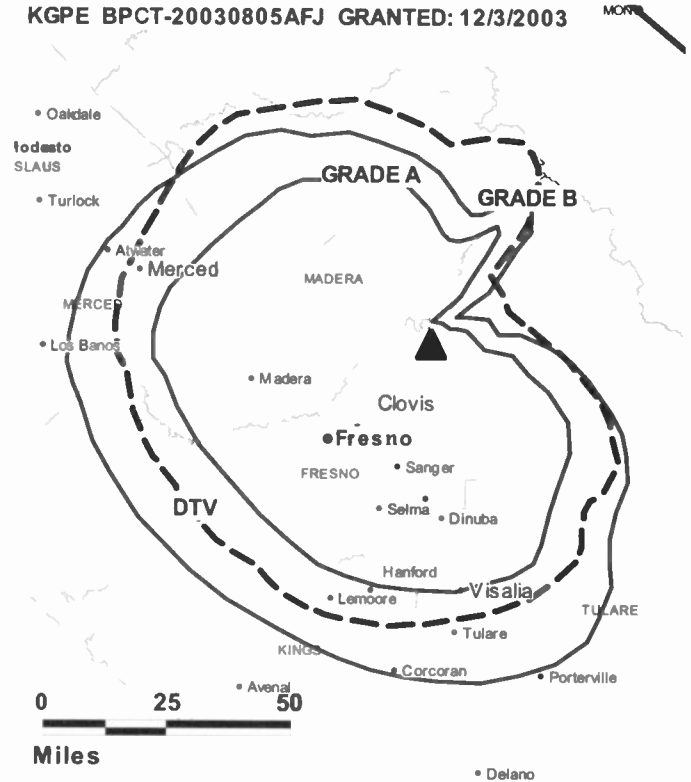 KGPE BPCT-20030805AFJ GRANTED: 12/3/2003
Oakdale
SLAUS
Turlock
GRADE A
GRADE B
Atwater
Merced
MADERA
MERCED
Los Banos
Madera
Clovis
Fresno
Sanger
FRESNO
DTV
Selma
Dinuba
Hanford
Lemoore
Visalia
TULARE
Tulare
KINGS
Corcoran
Porterville
Avenal
0 25 50
Miles
Delano